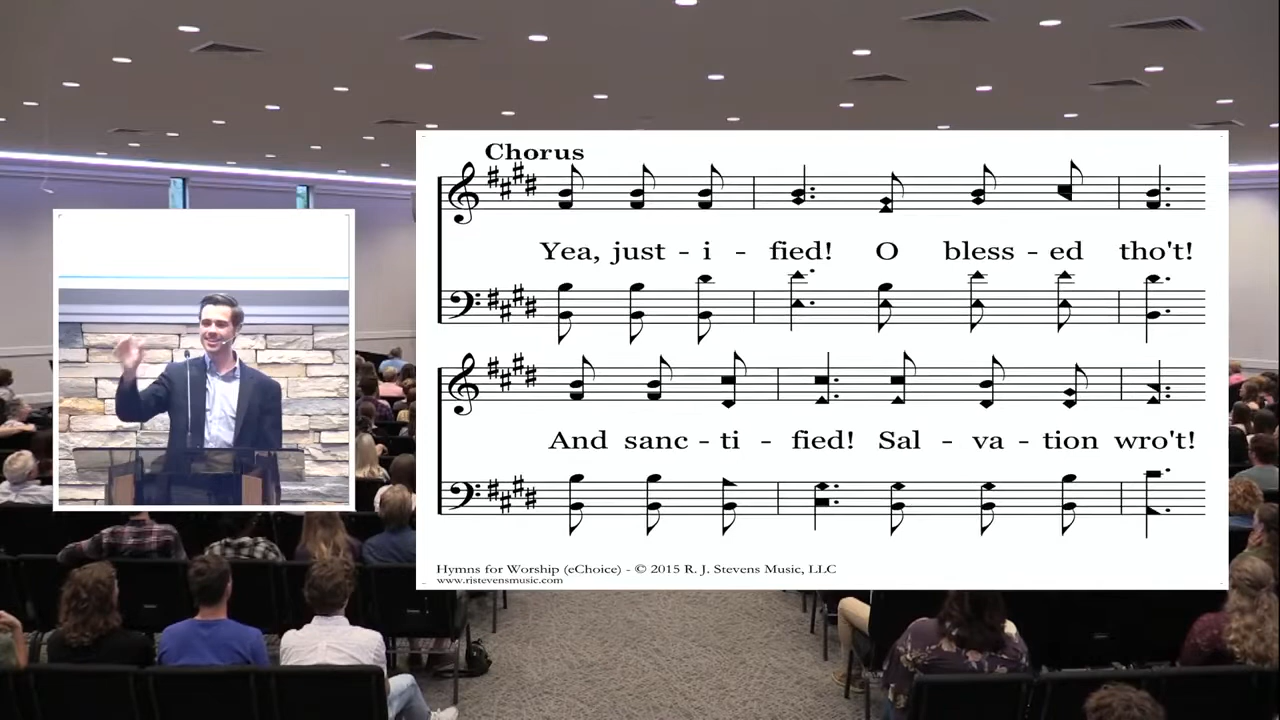 Chorus
Yea, just - i - fied! O bless - ed tho't!
And sanc - ti - fied! Sal - va - tion wro't!
Hymns for Worship (eChoice) - © 2015 R. J. Stevens Music, LLC
www.rjstevensmusic.com